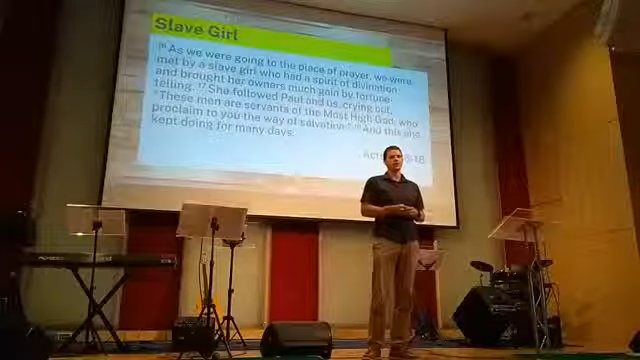 Slave Girl
16 As we were going to the place of prayer, we were
met by a slave girl who had a spirit of divination
and brought her owners much gain by fortune-
telling. 17 She followed Paul and us, crying out,
"These men are servants of the Most High God, who
proclaim to you the way of salvation." 18 And this she
kept doing for many days.
Acts